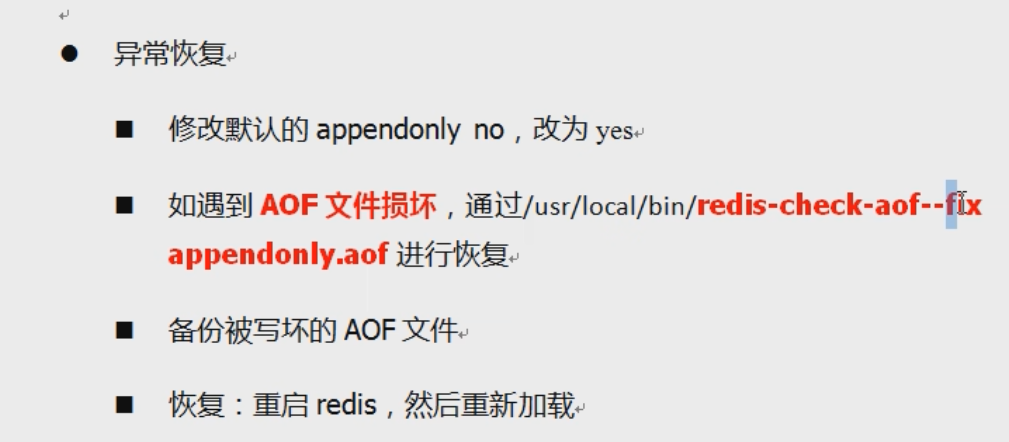 异常恢复
修改默认的 appendonly no，改为 yes
如遇到 AOF 文件损坏，通过/usr/local/bin/redis-check-aof--fix
appendonly.aof 进行恢复
备份被写坏的 AOF 文件
恢复：重启 redis，然后重新加载